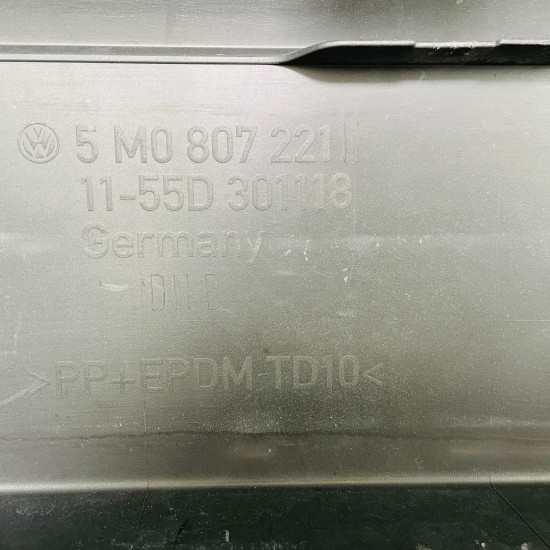 5 M0 807 221
11-55D 301118
Germany
>PP+EPDM-TD10<